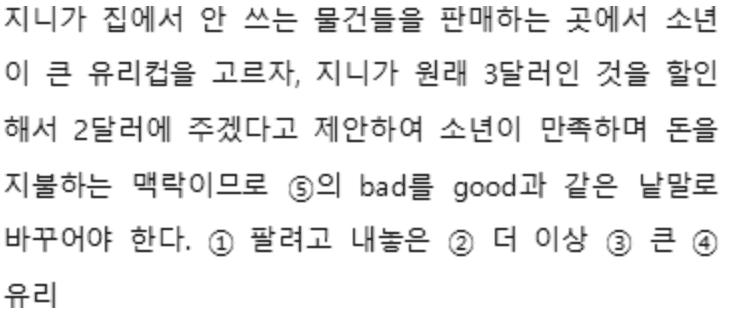 지니가 집에서 안 쓰는 물건들을 판매하는 곳에서 소년
이 큰 유리컵을 고르자, 지니가 원래 3달러인 것을 할인
해서 2달러에 주겠다고 제안하여 소년이 만족하며 돈을
지불하는 맥락이므로 ⑤의 bad를 good과 같은 낱말로
바꾸어야 한다. ① 팔려고 내놓은 ② 더 이상 ③ 큰 ④
유리